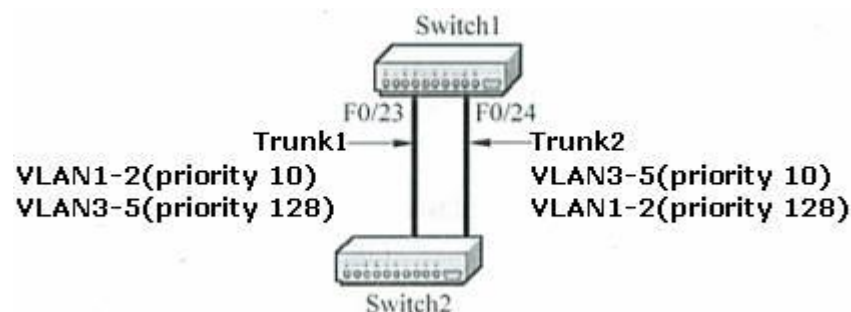 Switch1
F0/23 F0/24
Trunk1 Trunk2
VLAN1-2(priority 10) VLAN3-5(priority 10)
VLAN3-5(priority 128) VLAN1-2(priority 128)
Switch2